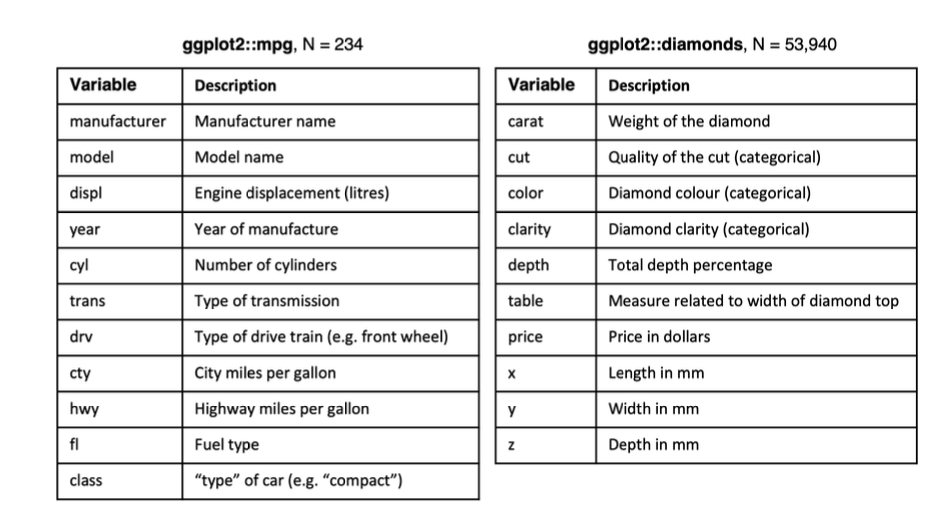 ggplot2::mpg, N = 234
Variable Description
manufacturer Manufacturer name
model Model name
displ Engine displacement (litres)
year Year of manufacture
cyl Number of cylinders
trans Type of transmission
drv Type of drive train (e.g. front wheel)
cty City miles per gallon
hwy Highway miles per gallon
fl Fuel type
class “type” of car (e.g. “compact”)
ggplot2::diamonds, N = 53,940
Variable Description
carat Weight of the diamond
cut Quality of the cut (categorical)
color Diamond colour (categorical)
clarity Diamond clarity (categorical)
depth Total depth percentage
table Measure related to width of diamond top
price Price in dollars
x Length in mm
y Width in mm
z Depth in mm